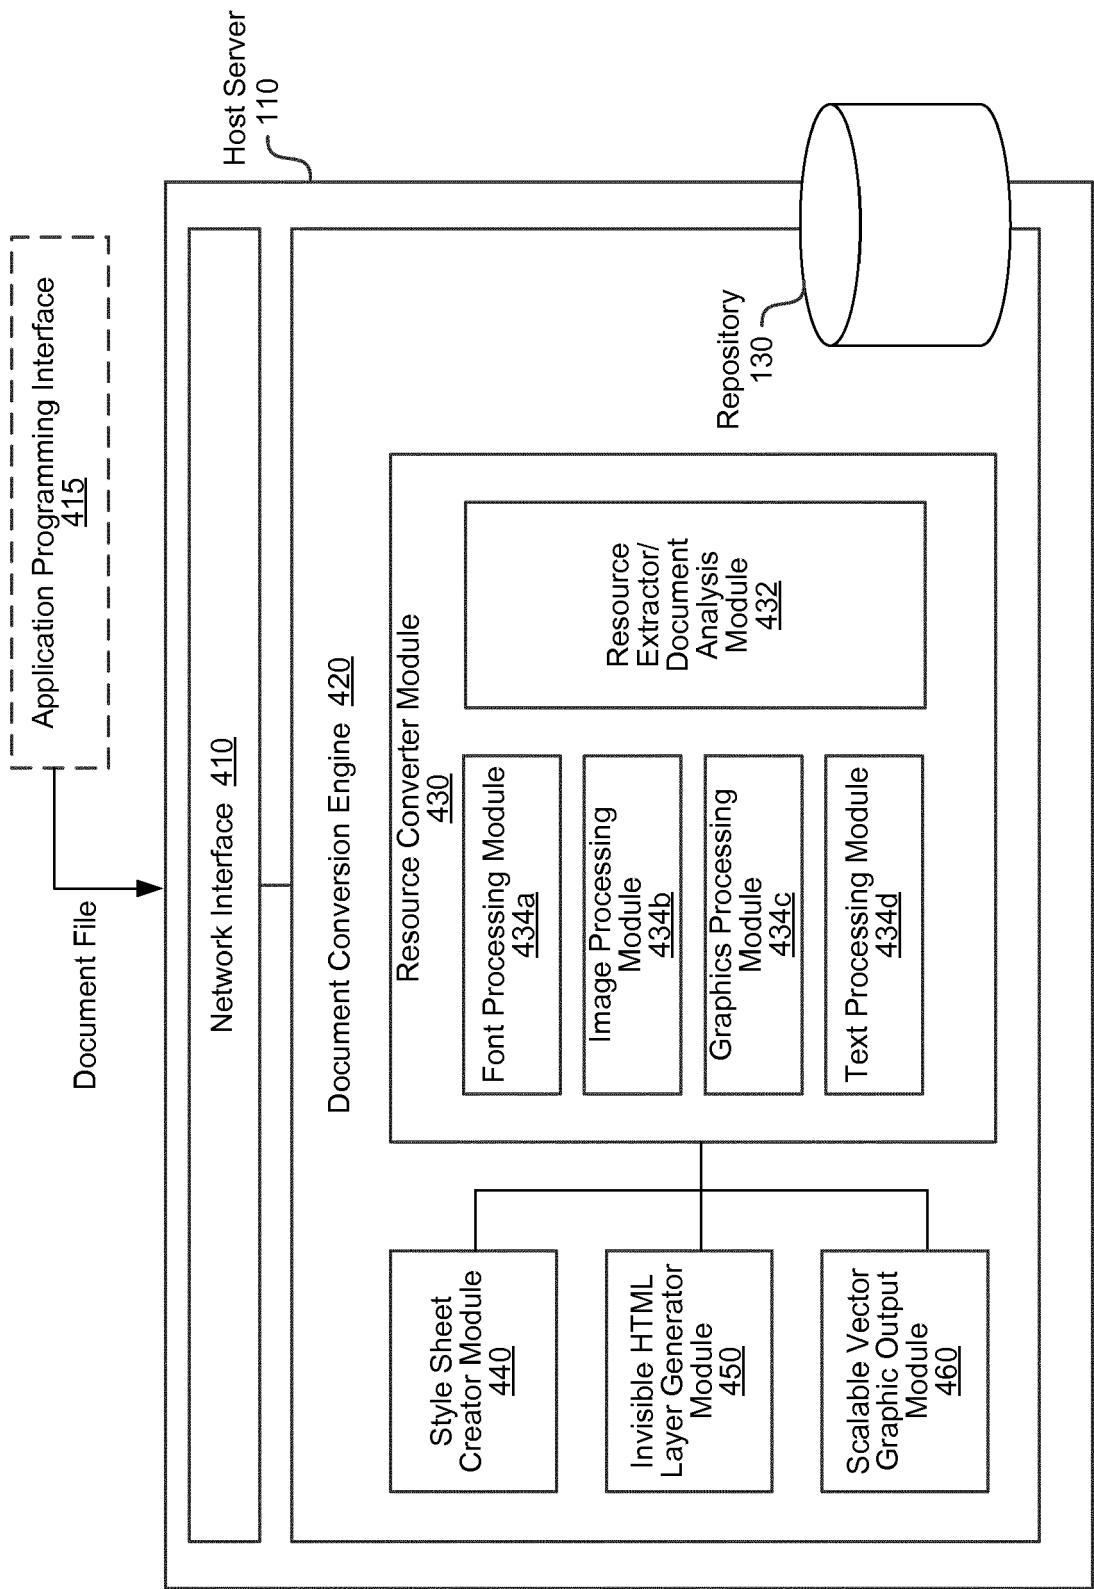 Application Programming Interface
415
Document File
Host Server
110
Network Interface 410
Document Conversion Engine 420
Resource Converter Module
430
Style Sheet
Creator Module
440
Invisible HTML
Layer Generator
Module
450
Scalable Vector
Graphic Output
Module
460
Font Processing Module
434a
Image Processing
Module
434b
Graphics Processing
Module
434c
Text Processing Module
434d
Resource
Extractor/
Document
Analysis
Module
432
Repository
130